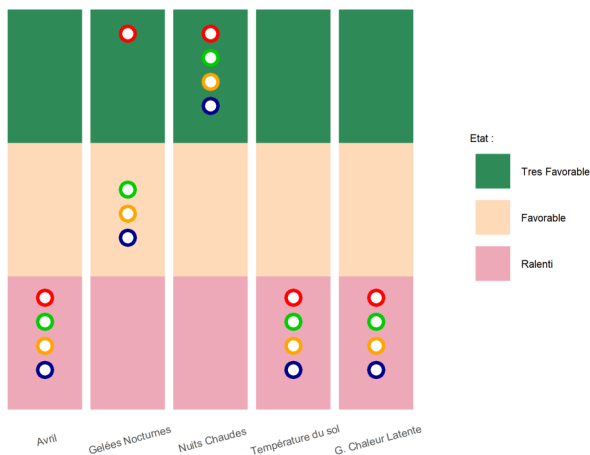 Etat :
Tres Favorable
Favorable
Ralenti
Avril
Gelées Nocturnes
Nuits Chaudes
Température du sol
G. Chaleur Latente